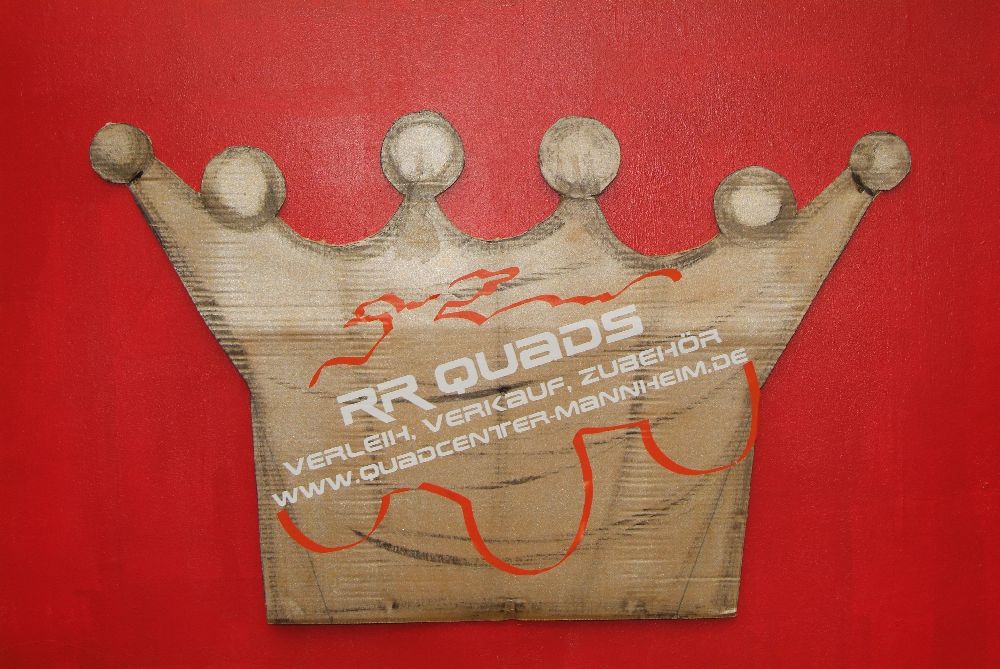 RR QUADS
VERLEIH, VERKAUF, ZUBEHÖR
WWW.QUADCENTER-MANNHEIM.DE